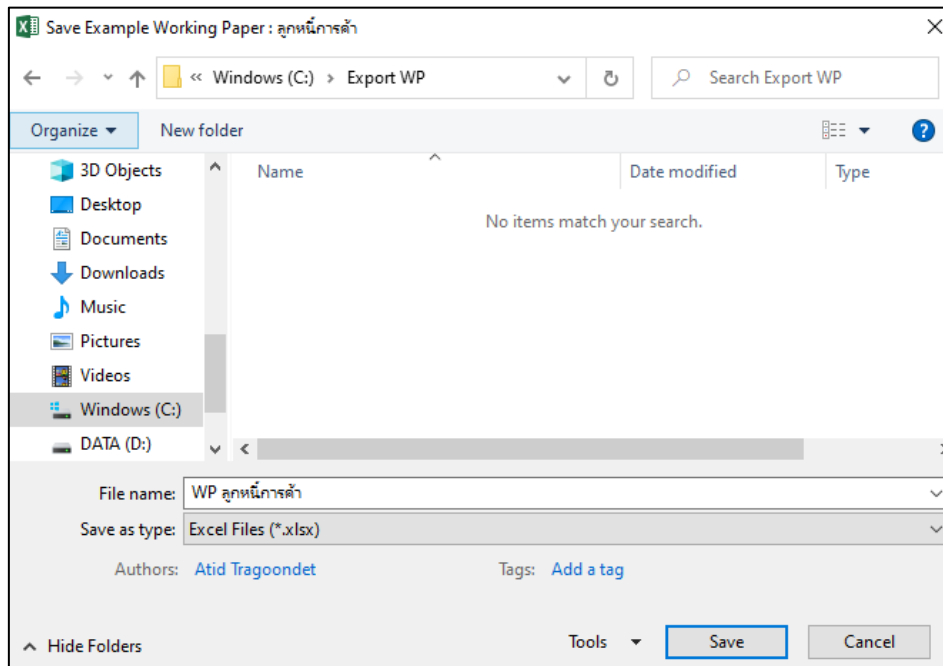 Save Example Working Paper : ลูกหนี้การค้า
« Windows (C:) › Export WP
Search Export WP
Organize
New folder
Name
Date modified
Type
No items match your search.
3D Objects
Desktop
Documents
Downloads
Music
Pictures
Videos
Windows (C:)
DATA (D:)
File name: WP ลูกหนี้การค้า
Save as type: Excel Files (*.xlsx)
Authors: Atid Tragoondet
Tags: Add a tag
Hide Folders
Tools
Save
Cancel